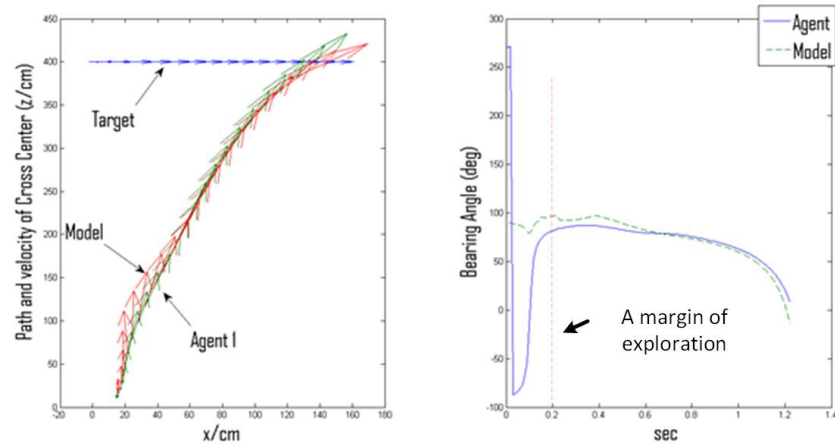 Path and velocity of Cross Center (z/cm)
450
400
350
300
250
200
150
100
50
0
-20 0 20 40 60 80 100 120 140 160 180
x/cm
Target
Model
Agent 1
Bearing Angle (deg)
300
250
200
150
100
50
0
-50
-100
0 0.2 0.4 0.6 0.8 1 1.2 1.4
sec
Agent
Model
A margin of
exploration